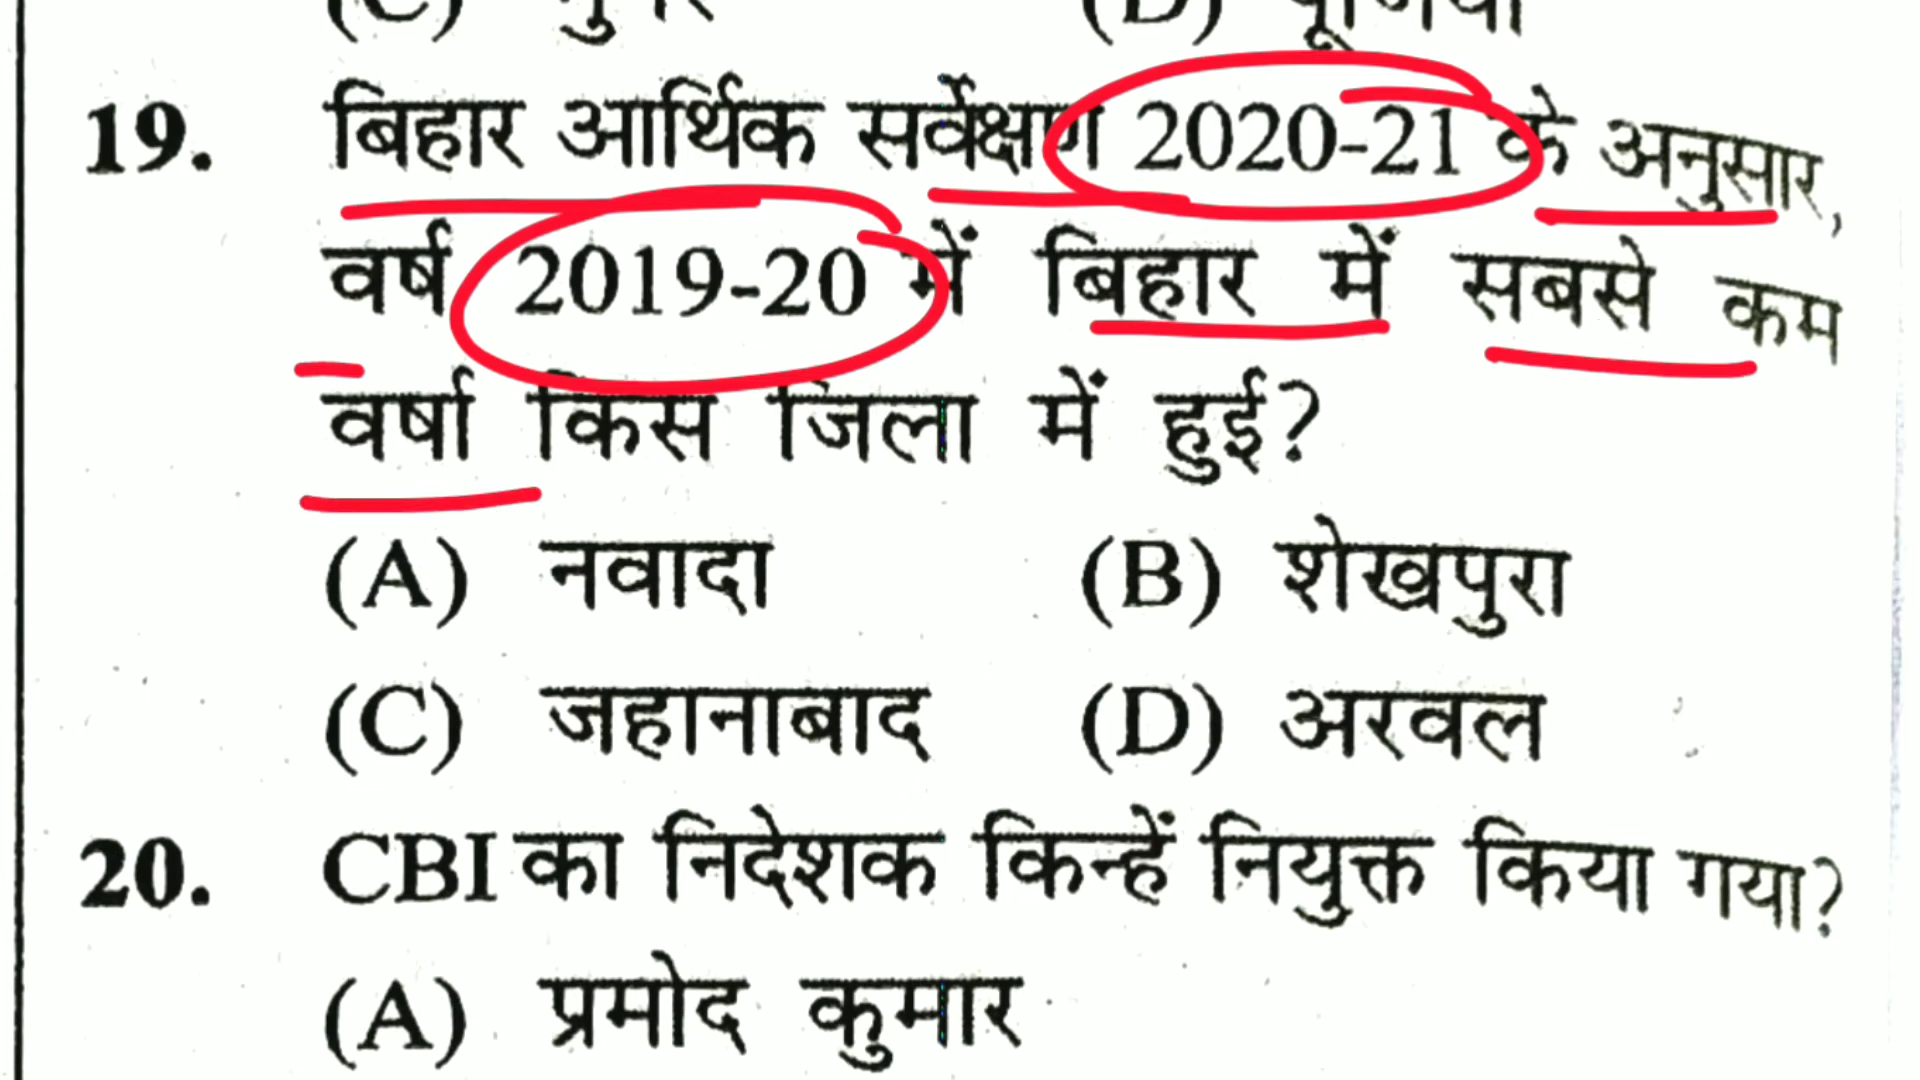 19. बिहार आर्थिक सर्वेक्षण 2020-21 के अनुसार,
वर्ष 2019-20 में बिहार में सबसे कम
वर्षा किस जिला में हुई?
(A) नवादा (B) शेखपुरा
(C) जहानाबाद (D) अरवल
20. CBI का निदेशक किन्हें नियुक्त किया गया?
(A) प्रमोद कुमार